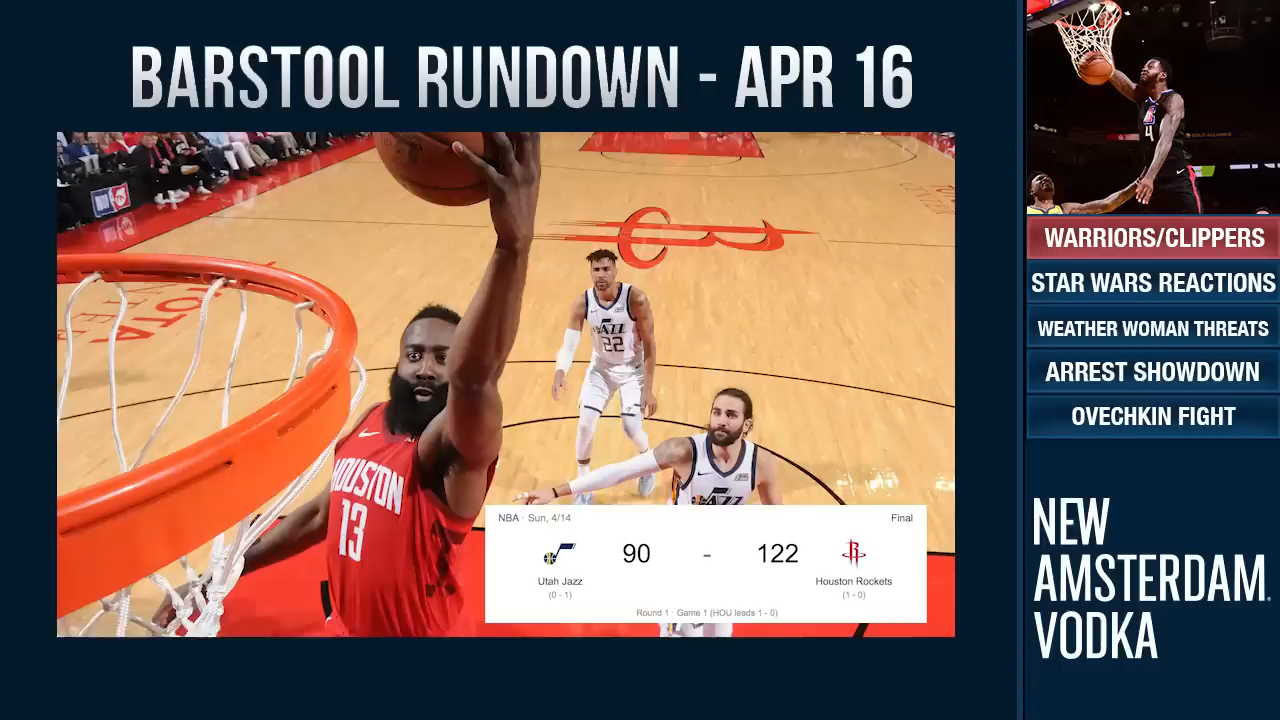 BARSTOOL RUNDOWN - APR 16
HOUSTON
13
JAZZ
22
JAZZ
NBA · Sun, 4/14
Final
90 - 122
Utah Jazz
Houston Rockets
(0 - 1)
(1 - 0)
Round 1 · Game 1 (HOU leads 1 - 0)
4
WARRIORS/CLIPPERS
STAR WARS REACTIONS
WEATHER WOMAN THREATS
ARREST SHOWDOWN
OVECHKIN FIGHT
NEW
AMSTERDAM
VODKA